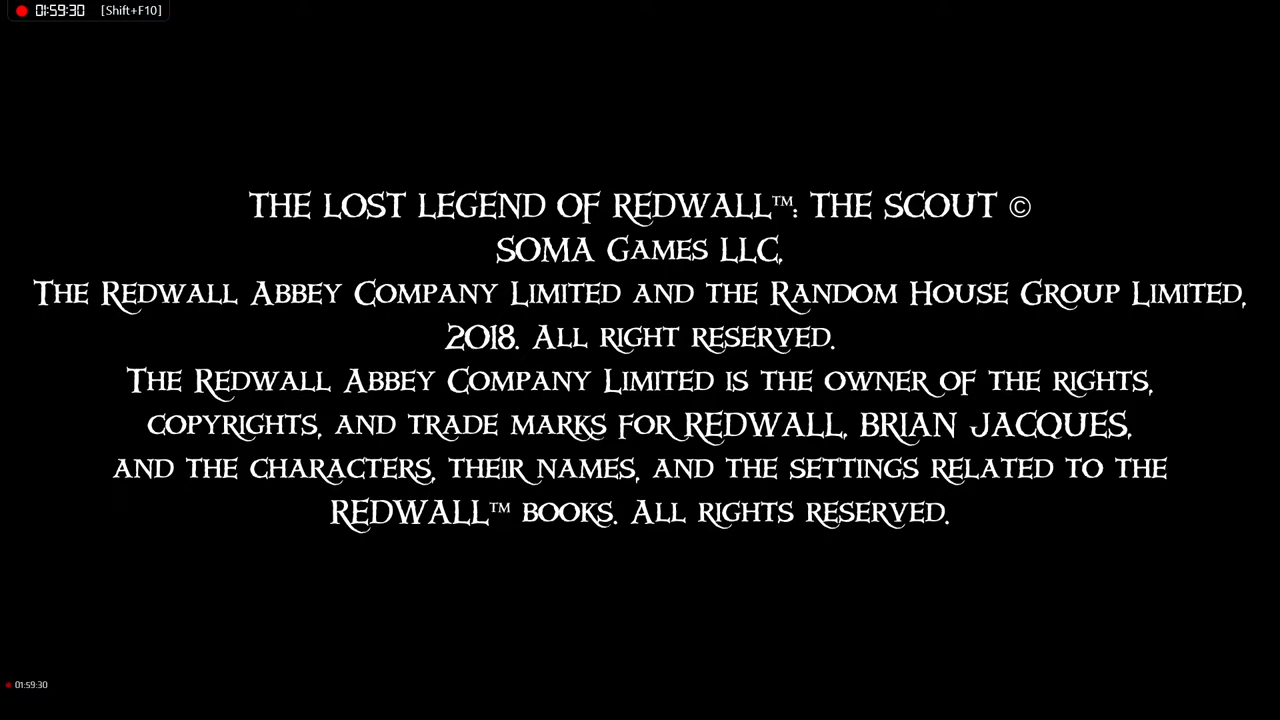 01:59:30 [Shift+F10]
THE LOST LEGEND OF REDWALL™: THE SCOUT ©
SOMA GAMES LLC,
THE REDWALL ABBEY COMPANY LIMITED AND THE RANDOM HOUSE GROUP LIMITED,
2018. ALL RIGHT RESERVED.
THE REDWALL ABBEY COMPANY LIMITED IS THE OWNER OF THE RIGHTS,
COPYRIGHTS, AND TRADE MARKS FOR REDWALL, BRIAN JACQUES,
AND THE CHARACTERS, THEIR NAMES, AND THE SETTINGS RELATED TO THE
REDWALL™ BOOKS. ALL RIGHTS RESERVED.
01:59:30